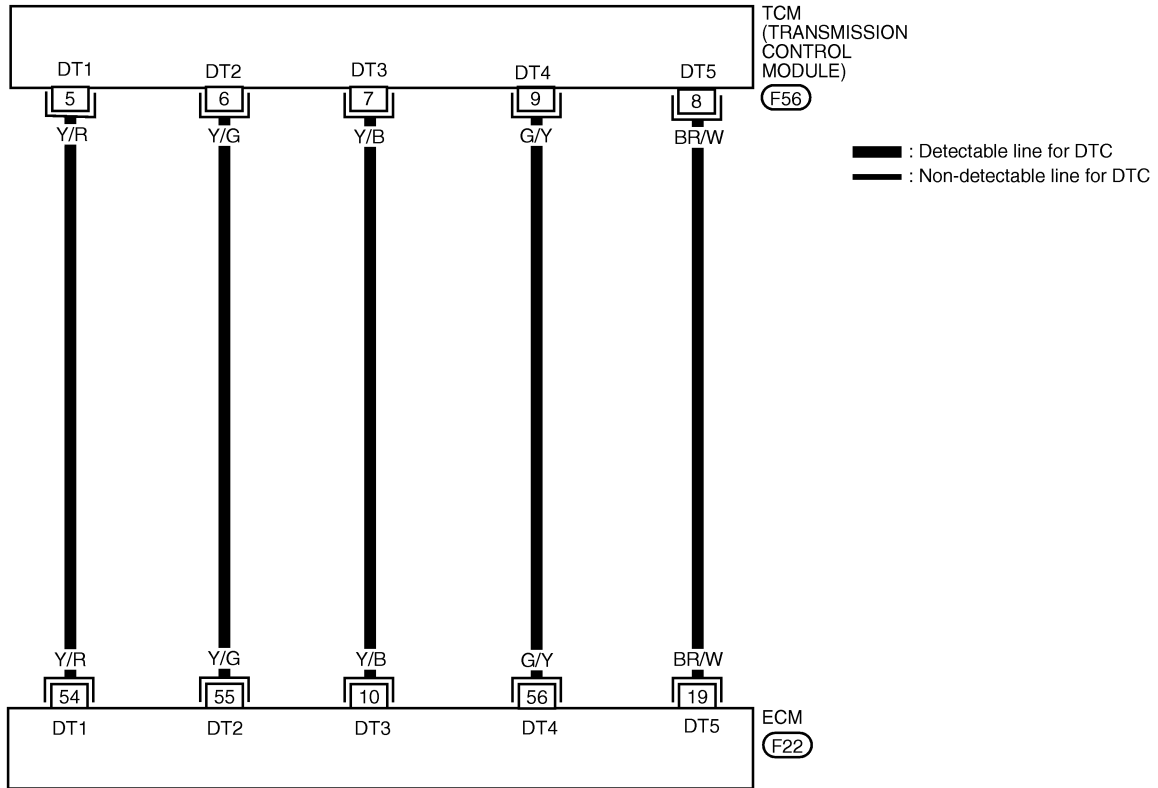 TCM
(TRANSMISSION
CONTROL
MODULE)
F56
DT1 DT2 DT3 DT4 DT5
5 6 7 9 8
Y/R Y/G Y/B G/Y BR/W
: Detectable line for DTC
: Non-detectable line for DTC
Y/R Y/G Y/B G/Y BR/W
54 55 10 56 19
DT1 DT2 DT3 DT4 DT5
ECM
F22